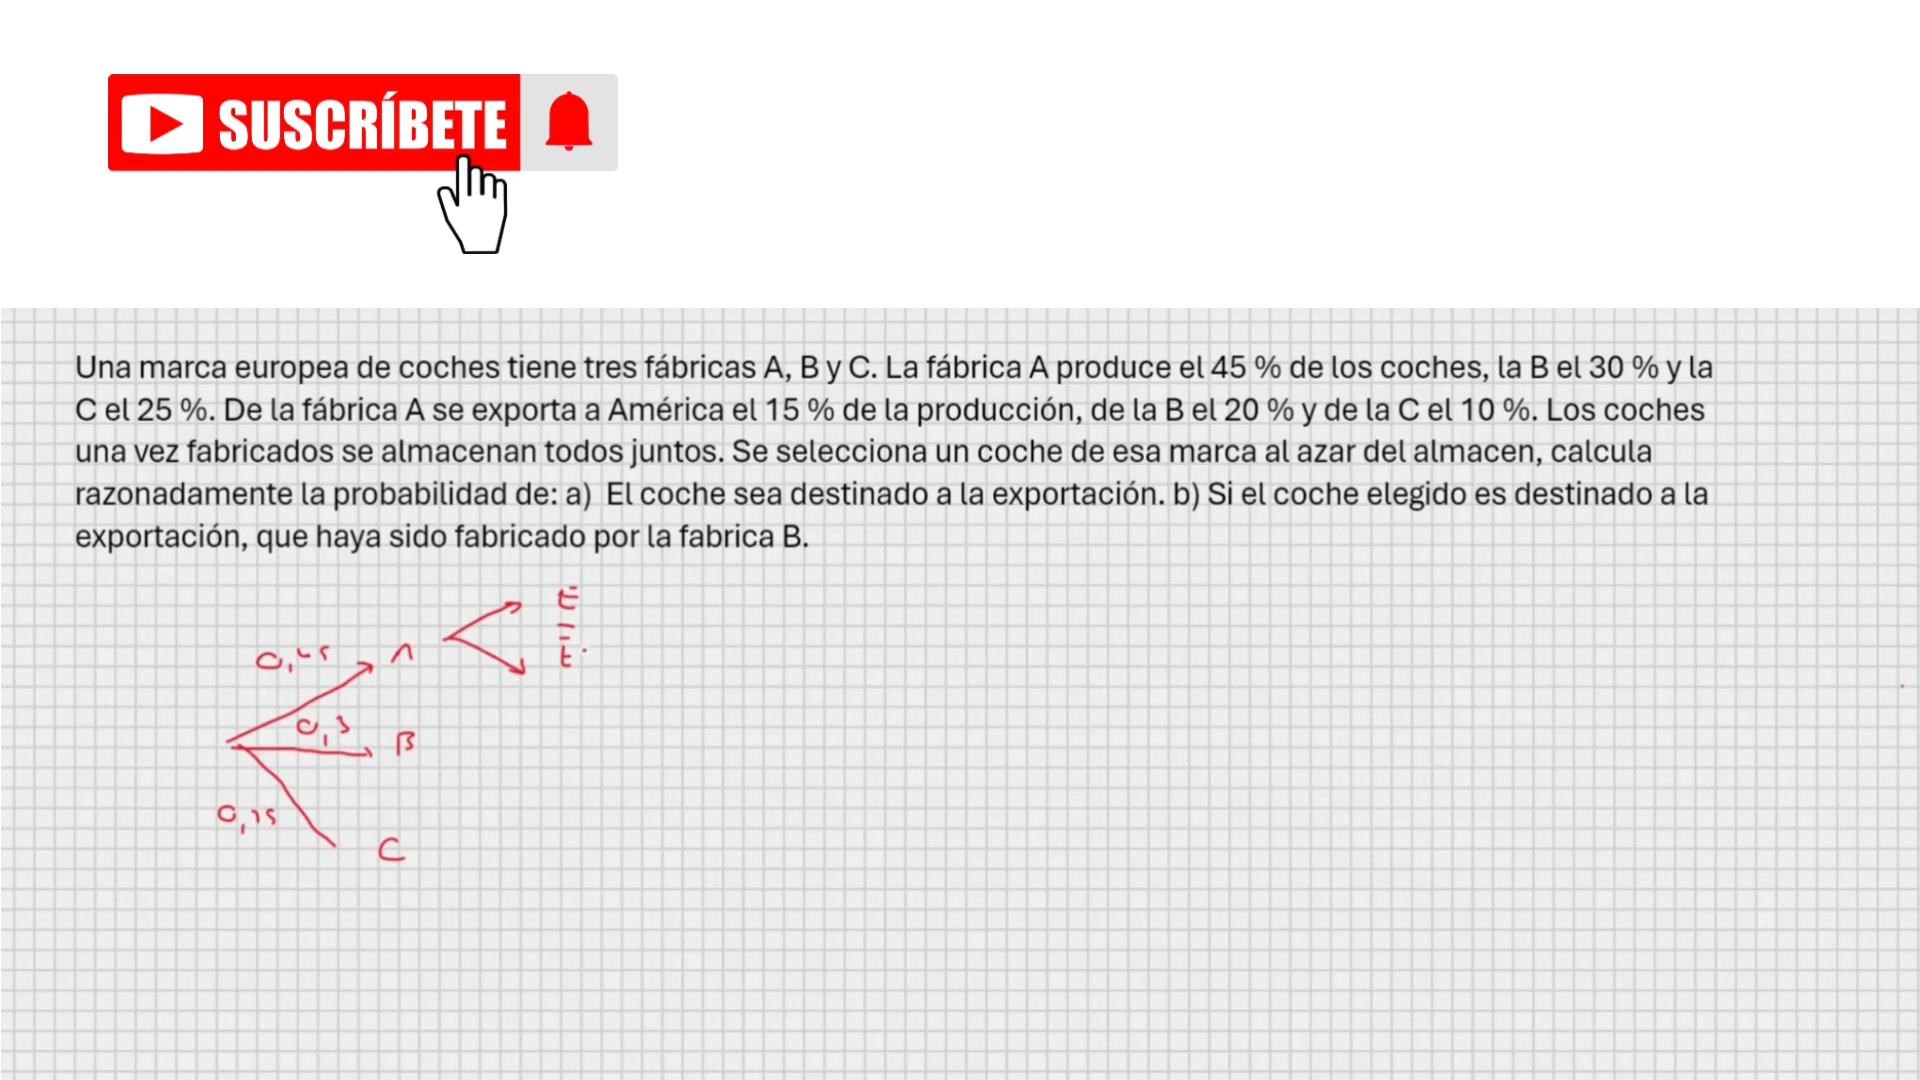 SUSCRÍBETE
Una marca europea de coches tiene tres fábricas A, B y C. La fábrica A produce el 45 % de los coches, la B el 30 % y la
C el 25 %. De la fábrica A se exporta a América el 15 % de la producción, de la B el 20 % y de la C el 10 %. Los coches
una vez fabricados se almacenan todos juntos. Se selecciona un coche de esa marca al azar del almacen, calcula
razonadamente la probabilidad de: a) El coche sea destinado a la exportación. b) Si el coche elegido es destinado a la
exportación, que haya sido fabricado por la fabrica B.
E
0,45 A
E̅
0,3 B
0,25
C